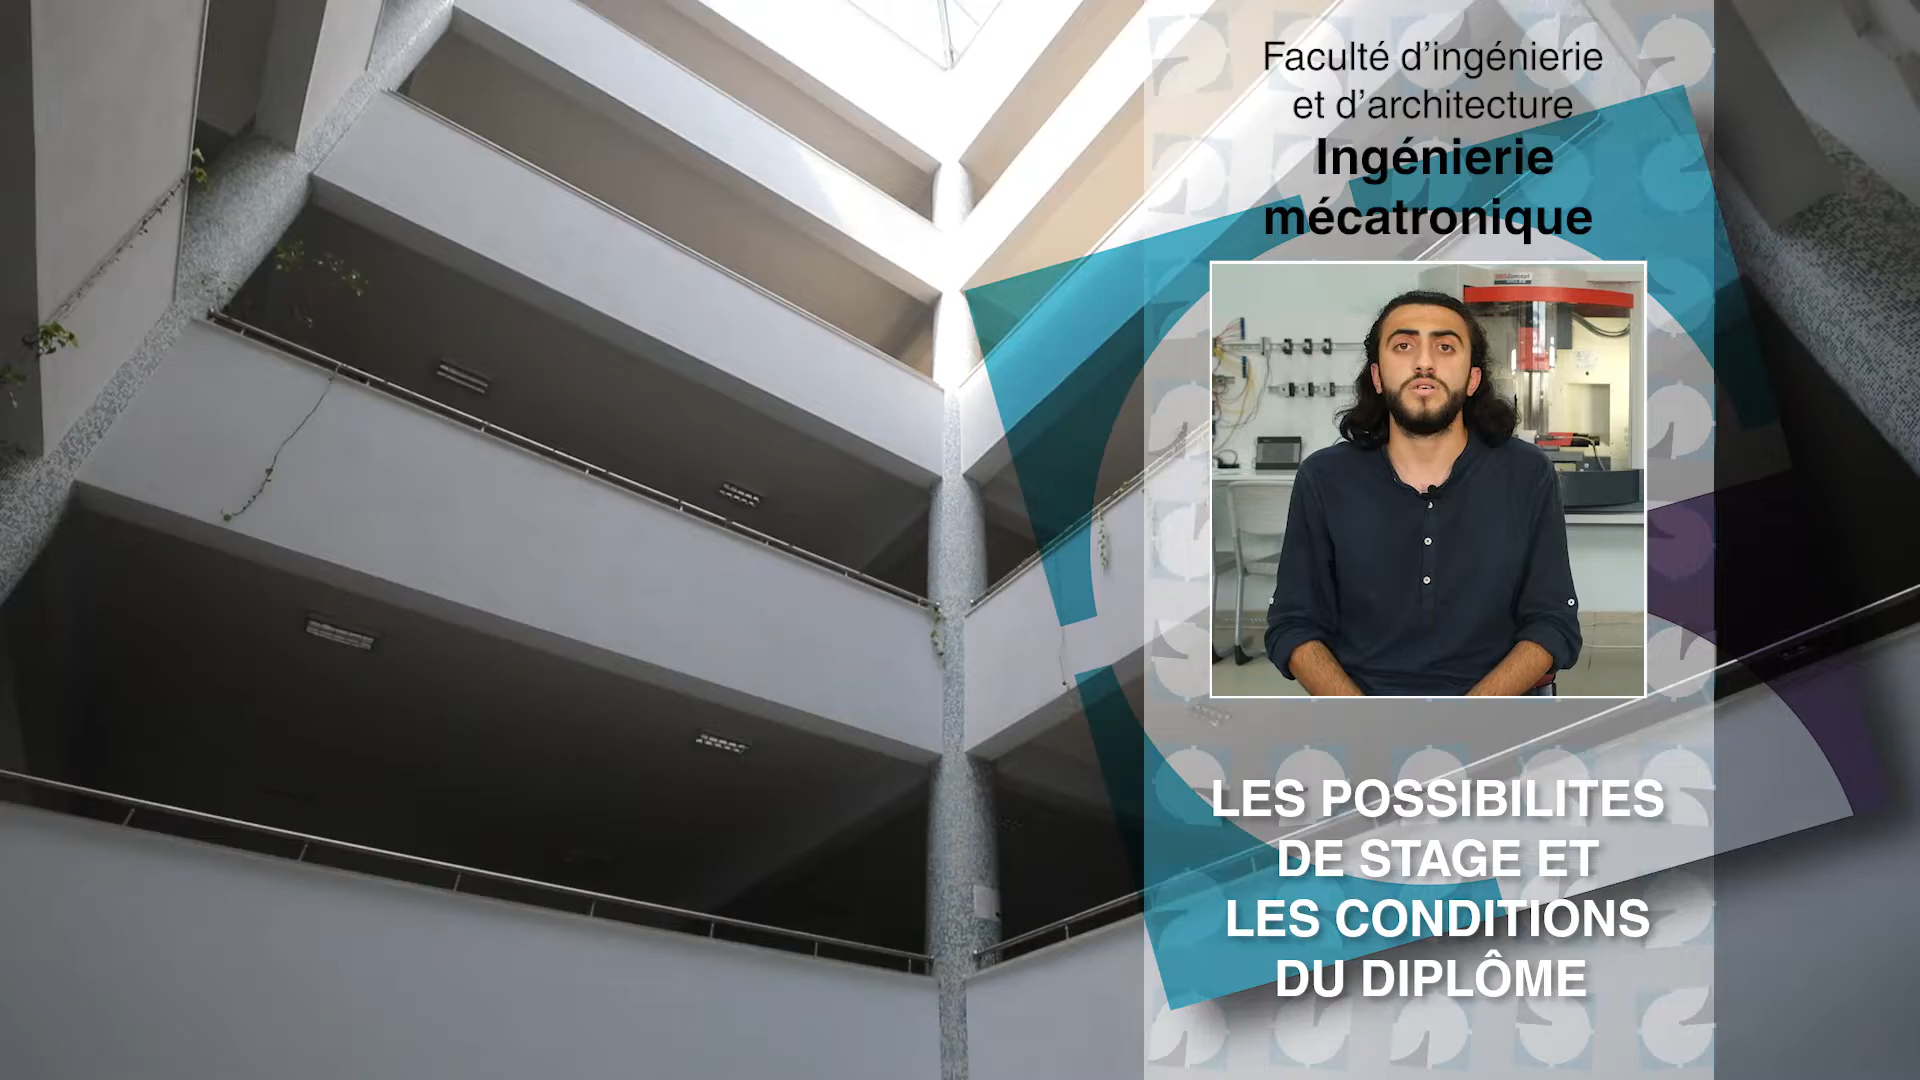 Faculté d’ingénierie
et d’architecture
Ingénierie
mécatronique
LES POSSIBILITES
DE STAGE ET
LES CONDITIONS
DU DIPLÔME